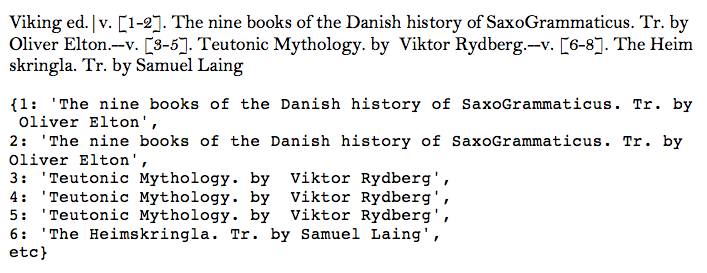 Viking ed.|v. [1-2]. The nine books of the Danish history of SaxoGrammaticus. Tr. by
Oliver Elton.--v. [3-5]. Teutonic Mythology. by  Viktor Rydberg.--v. [6-8]. The Heim
skringla. Tr. by Samuel Laing
{1: 'The nine books of the Danish history of SaxoGrammaticus. Tr. by
 Oliver Elton',
2: 'The nine books of the Danish history of SaxoGrammaticus. Tr. by
Oliver Elton',
3: 'Teutonic Mythology. by  Viktor Rydberg',
4: 'Teutonic Mythology. by  Viktor Rydberg',
5: 'Teutonic Mythology. by  Viktor Rydberg',
6: 'The Heimskringla. Tr. by Samuel Laing',
etc}